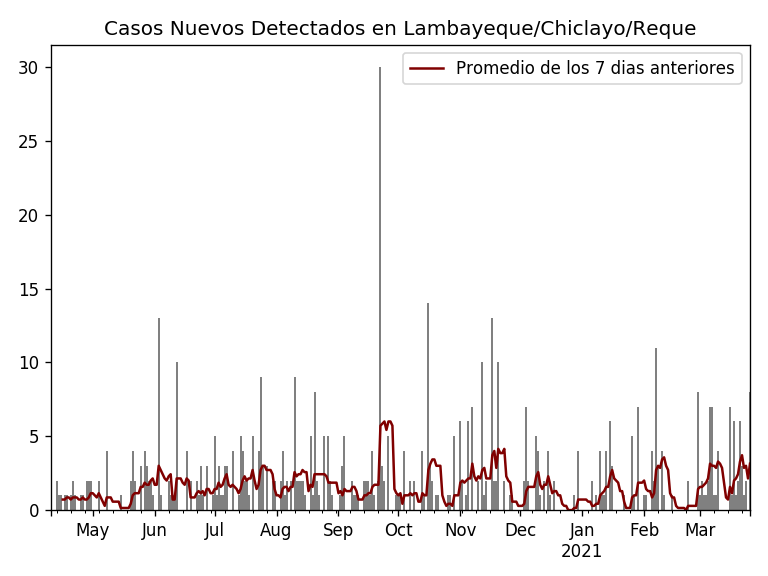 Casos Nuevos Detectados en Lambayeque/Chiclayo/Reque
Promedio de los 7 dias anteriores
30
25
20
15
10
5
0
May Jun Jul Aug Sep Oct Nov Dec Jan Feb Mar
2021